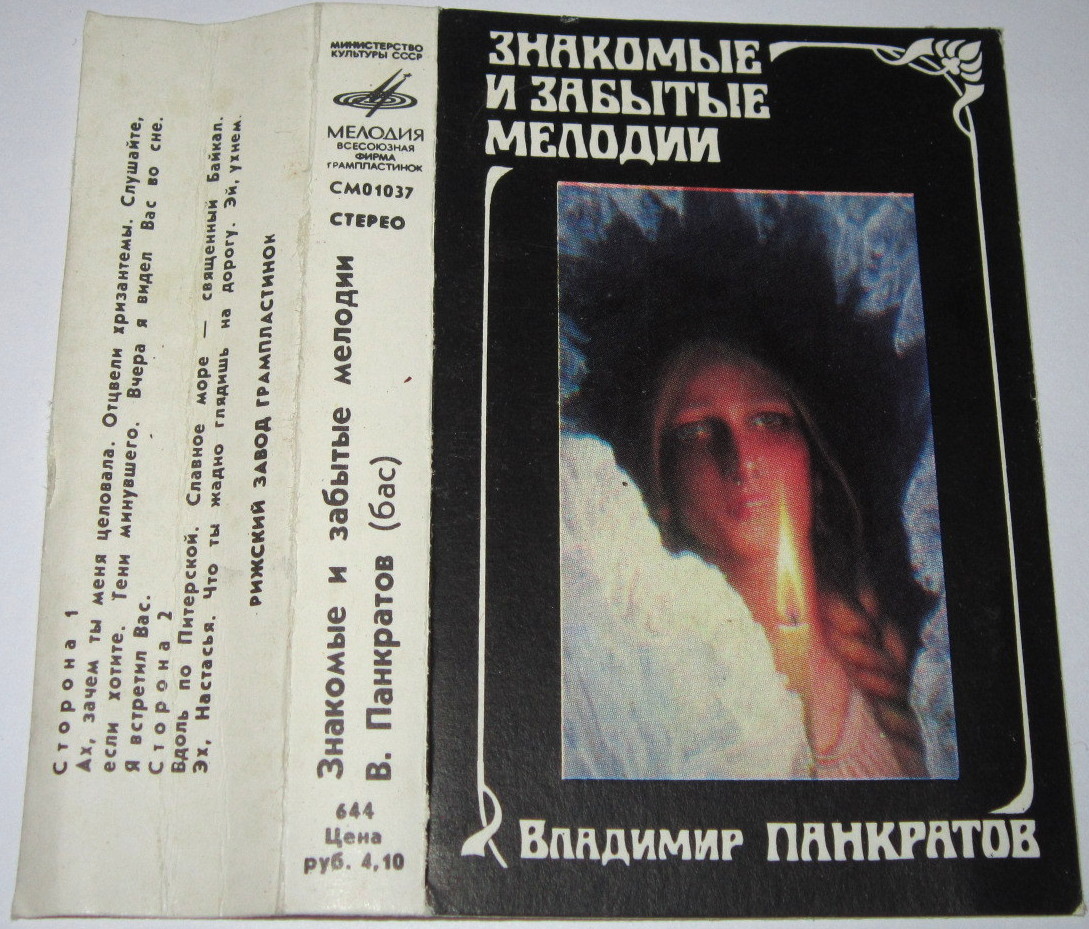 Сторона 1
Ах, зачем ты меня целовала. Отцвели хризантемы. Слушайте,
если хотите. Тени минувшего. Вчера я видел Вас во сне.
Я встретил Вас.
Сторона 2
Вдоль по Питерской. Славное море — священный Байкал.
Эх, Настасья. Что ты жадно глядишь на дорогу. Эй, ухнем.
РИЖСКИЙ ЗАВОД ГРАМПЛАСТИНОК
МИНИСТЕРСТВО
КУЛЬТУРЫ СССР
МЕЛОДИЯ
ВСЕСОЮЗНАЯ
ФИРМА
ГРАМПЛАСТИНОК
СМ01037
СТЕРЕО
Знакомые и забытые мелодии
В. Панкратов (бас)
644
Цена
руб. 4,10
ЗНАКОМЫЕ
И ЗАБЫТЫЕ
МЕЛОДИИ
ВЛАДИМИР ПАНКРАТОВ